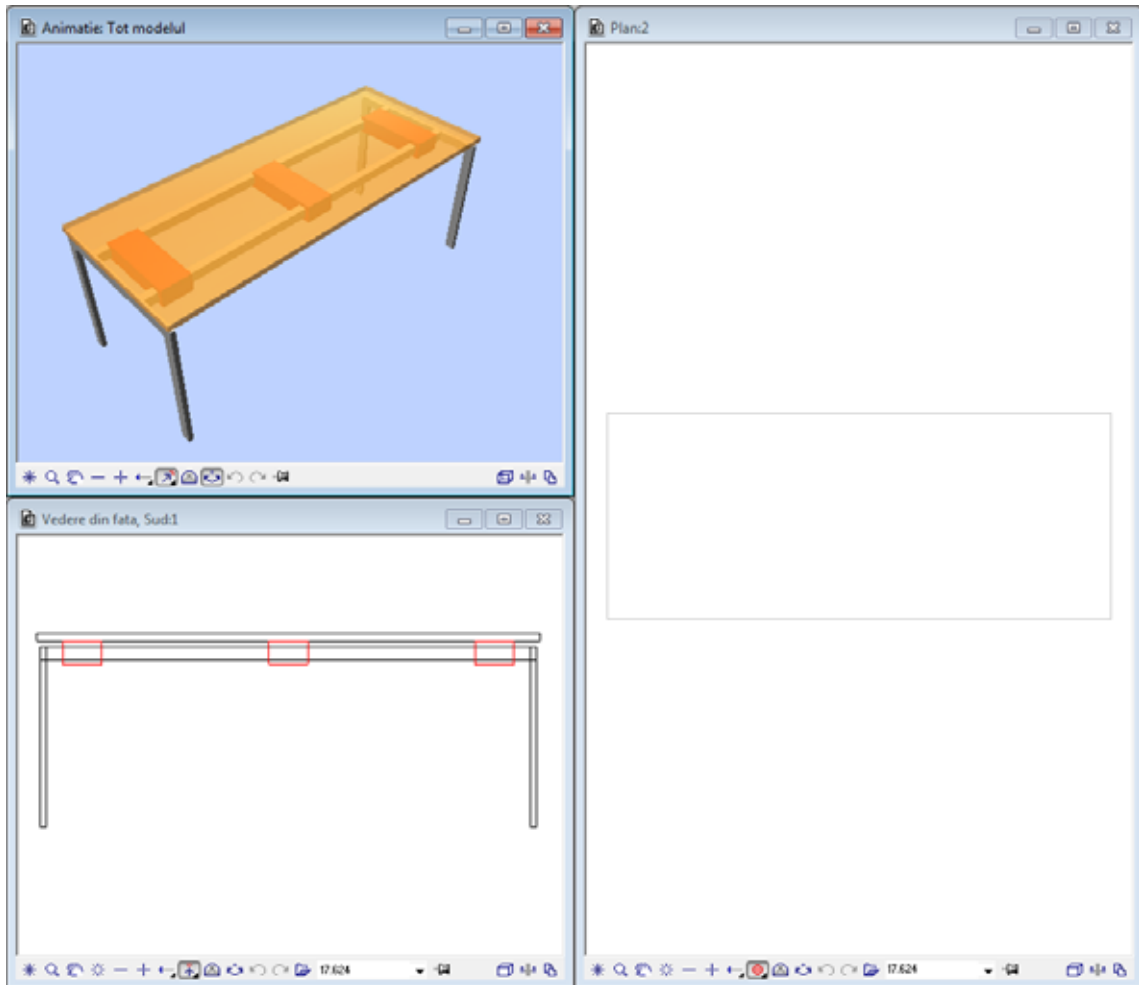 Animatie: Tot modelul
Plan:2
Vedere din fata, Sud:1
17.624
17.624